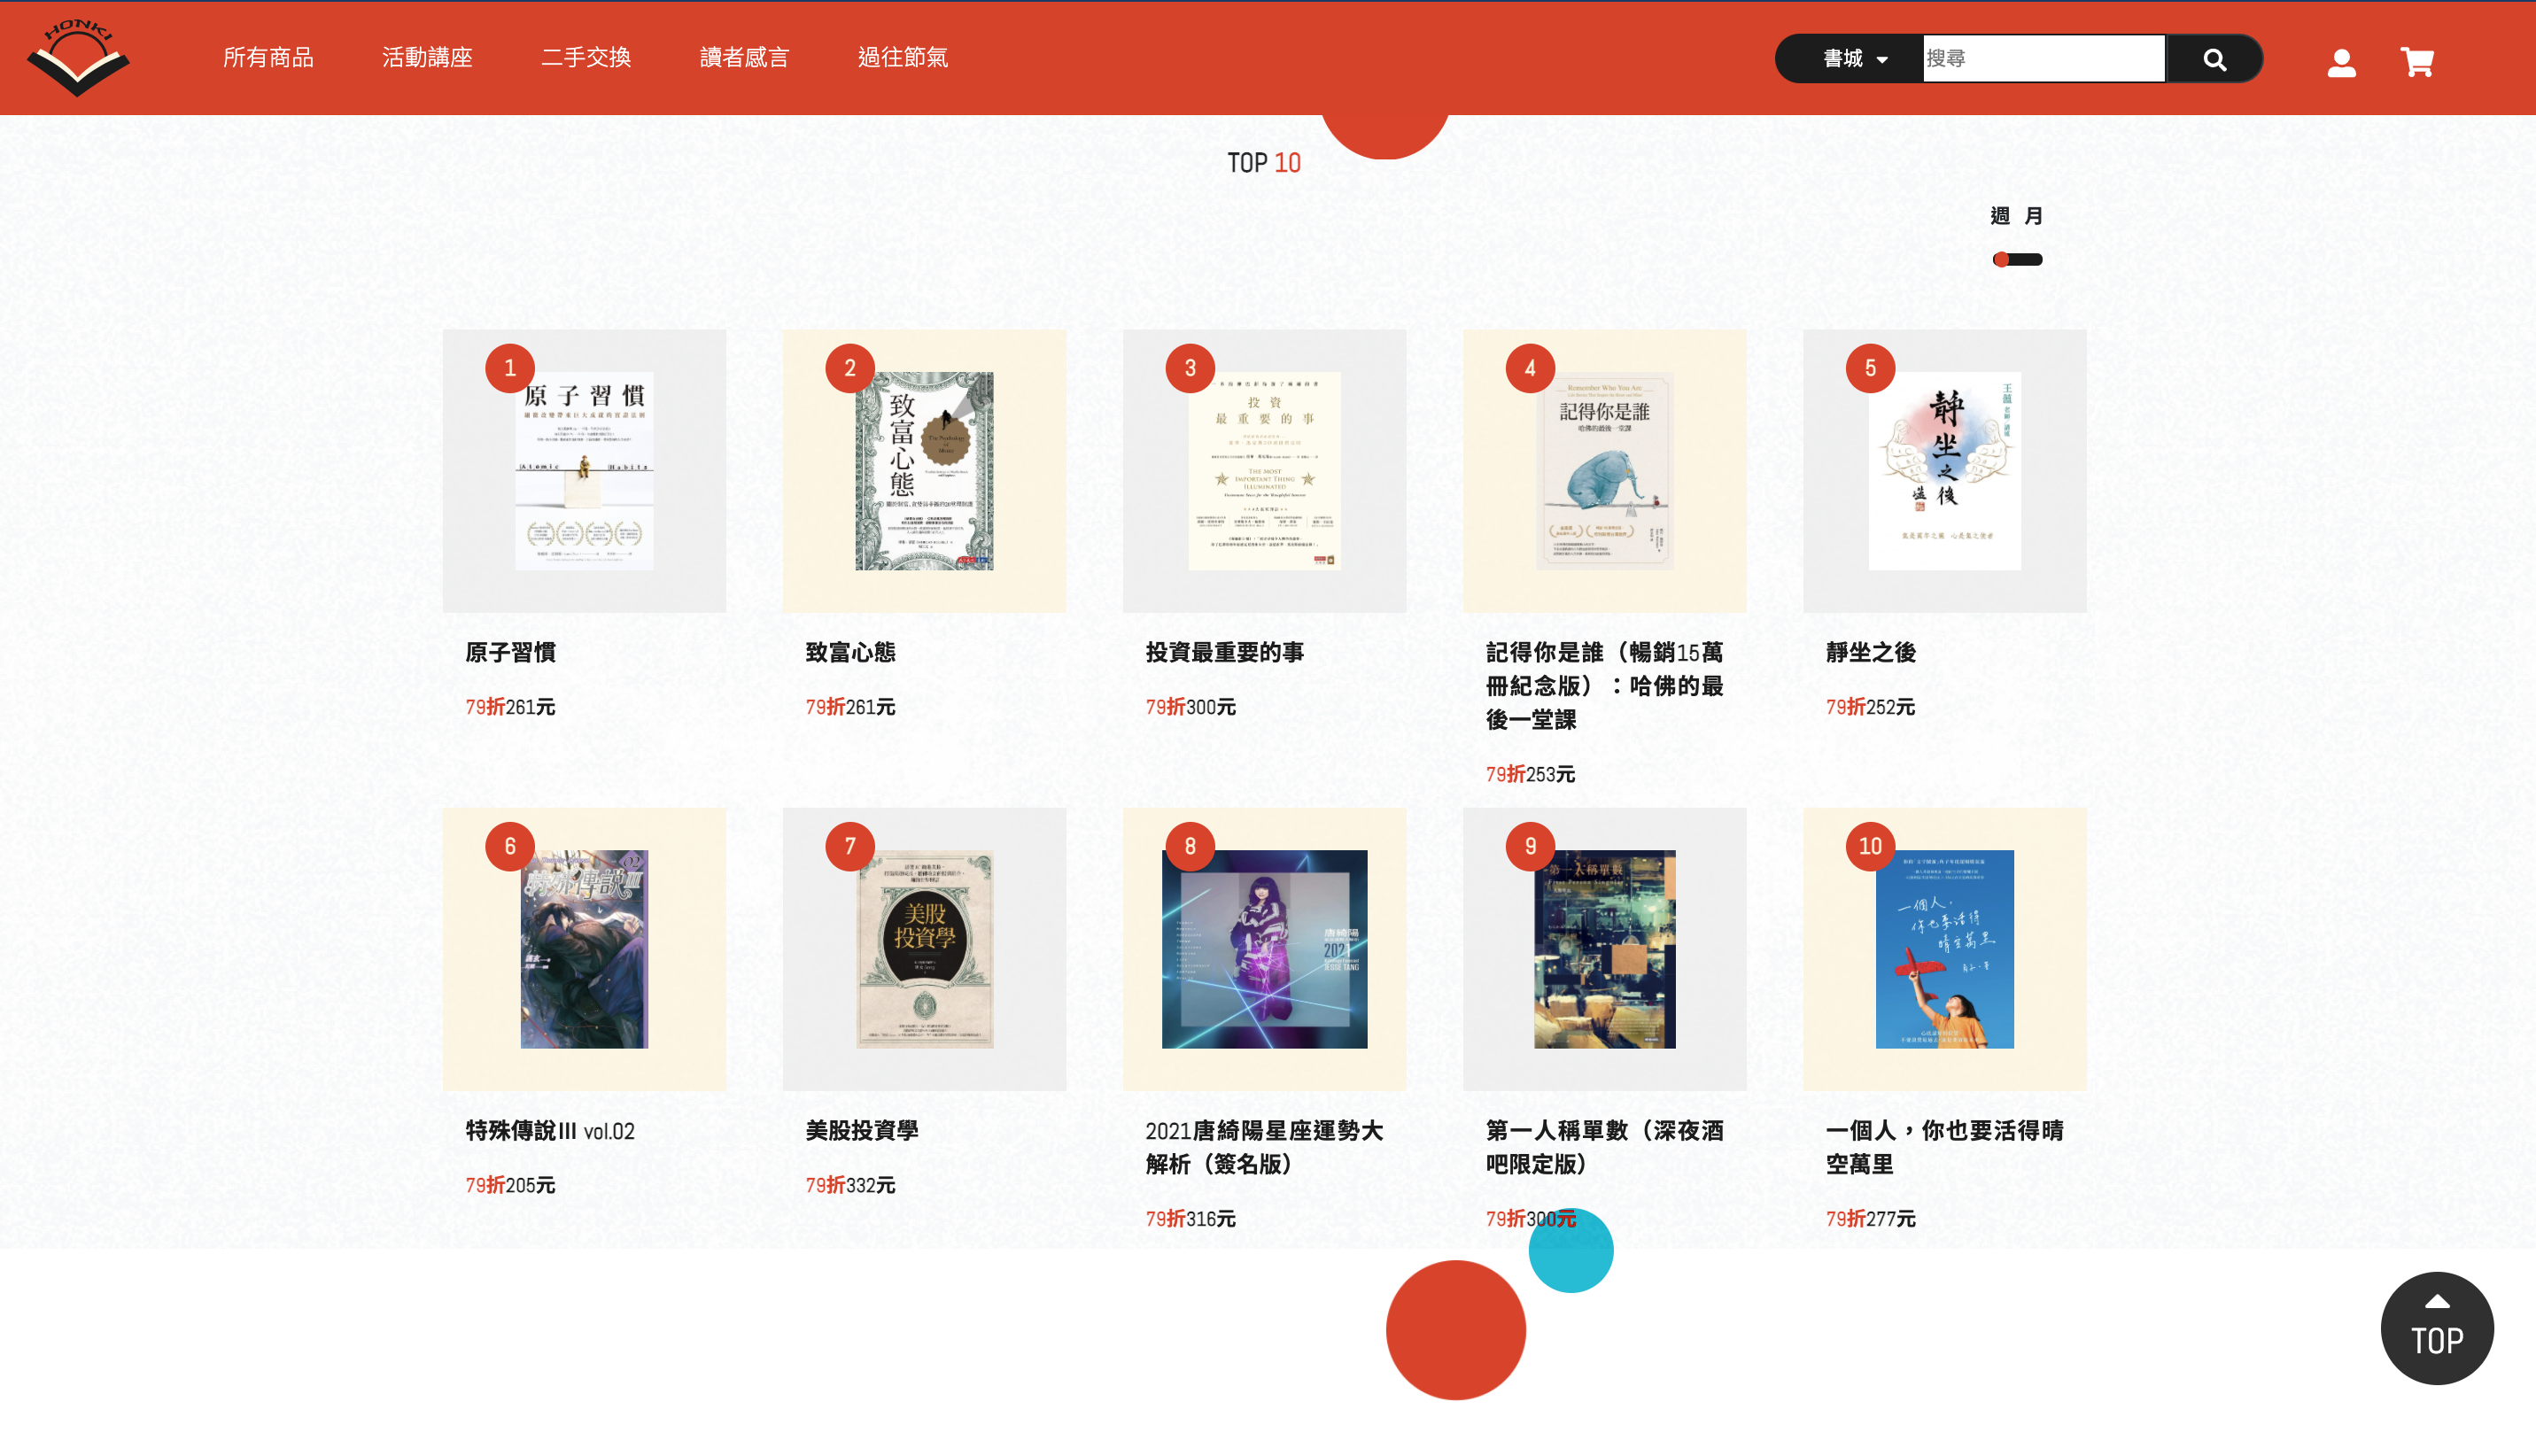 HONKI
所有商品
活動講座
二手交換
讀者感言
過往節氣
書城
搜尋
TOP 10
週 月
1
原子習慣
Atomic
Habits
2
致富心態
The Psychology of Money
3
投資
最重要的事
THE MOST
IMPORTANT THING
ILLUMINATED
4
Remember Who You Are
記得你是誰
哈佛的最後一堂課
5
王薀老師 講述
靜坐之後
原子習慣
79折261元
致富心態
79折261元
投資最重要的事
79折300元
記得你是誰（暢銷15萬
冊紀念版）：哈佛的最
後一堂課
79折253元
靜坐之後
79折252元
6
02
特殊傳說III
7
美股
投資學
8
唐綺陽
2021
JESSE TANG
9
第一人稱單數
First Person Singular
10
一個人，
你也要活得
晴空萬里
特殊傳說III vol.02
79折205元
美股投資學
79折332元
2021唐綺陽星座運勢大
解析（簽名版）
79折316元
第一人稱單數（深夜酒
吧限定版）
79折300元
一個人，你也要活得晴
空萬里
79折277元
TOP